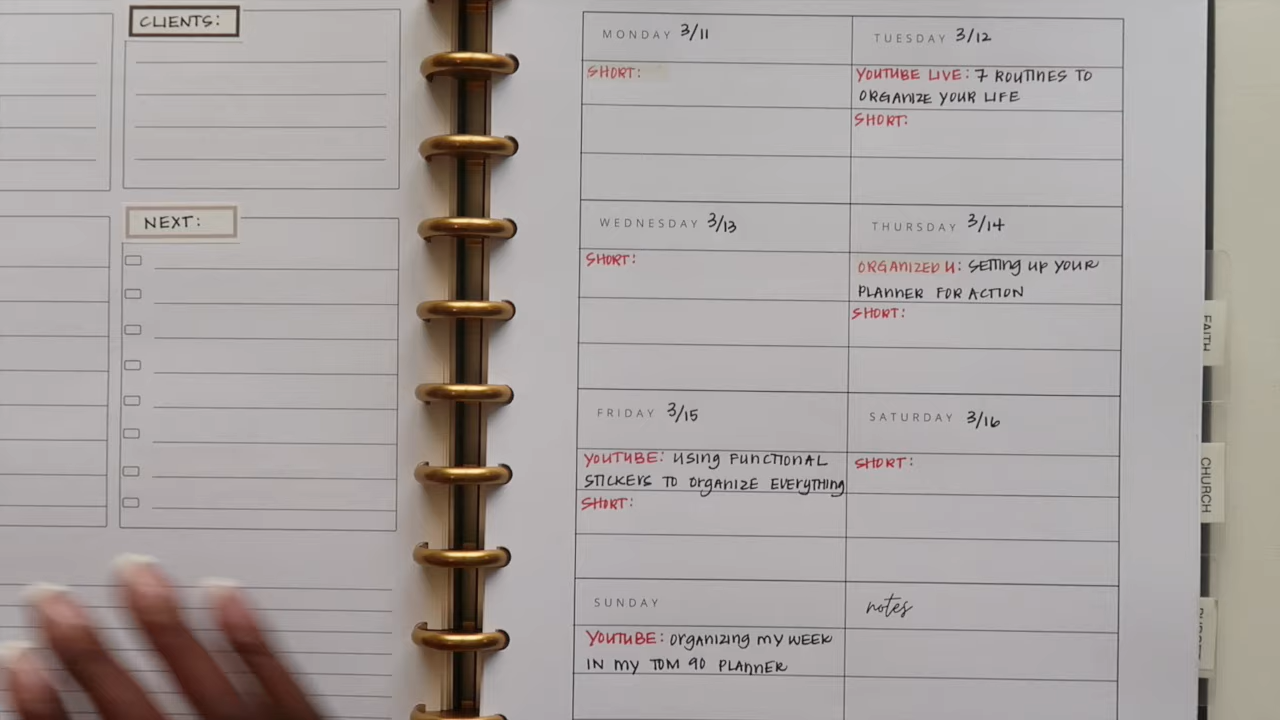 CLIENTS:
NEXT:
MONDAY 3/11
SHORT:
TUESDAY 3/12
YOUTUBE LIVE: 7 ROUTINES TO
ORGANIZE YOUR LIFE
SHORT:
WEDNESDAY 3/13
SHORT:
THURSDAY 3/14
ORGANIZED U: SETTING UP YOUR
PLANNER FOR ACTION
SHORT:
FRIDAY 3/15
YOUTUBE: USING FUNCTIONAL
STICKERS TO ORGANIZE EVERYTHING
SHORT:
SATURDAY 3/16
SHORT:
SUNDAY
YOUTUBE: ORGANIZING MY WEEK
IN MY TDM 90 PLANNER
notes
FAITH
CHURCH